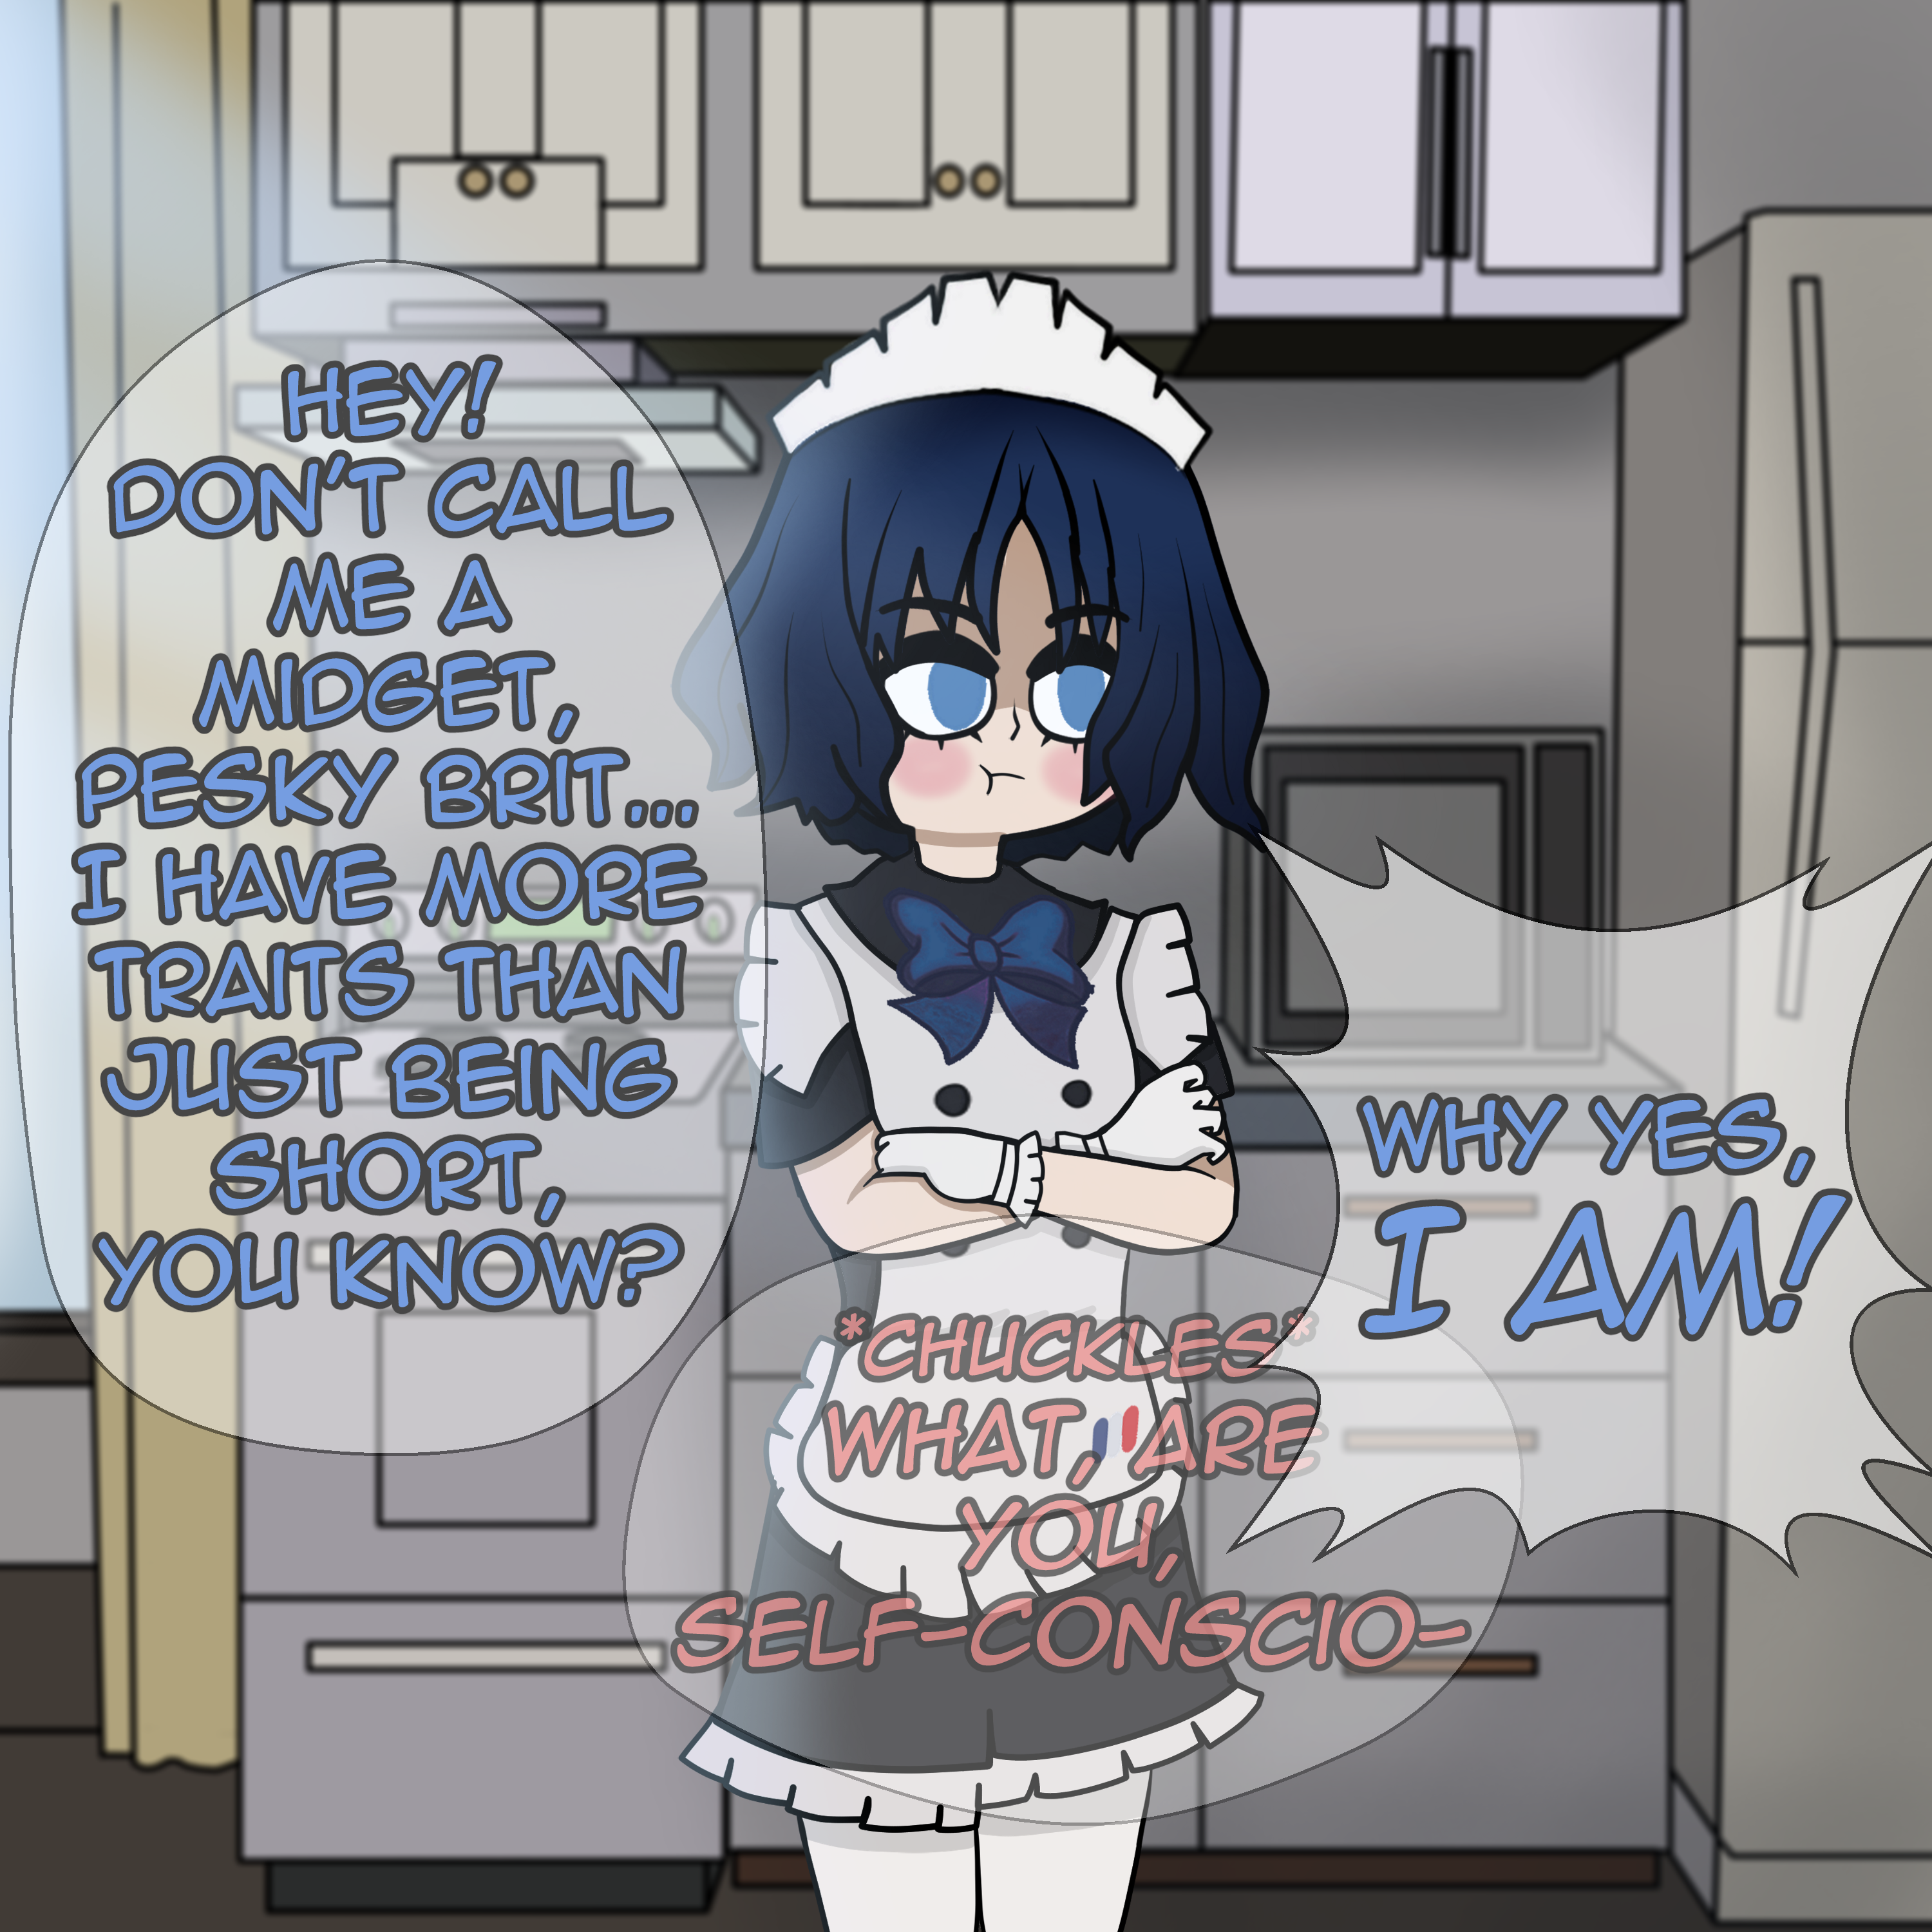 HEY!
DON'T CALL
ME A
MIDGET,
PESKY BRIT...
I HAVE MORE
TRAITS THAN
JUST BEING
SHORT,
YOU KNOW?
*CHUCKLES*
WHAT, ARE
YOU,
SELF-CONSCIO-
WHY YES,
I AM!